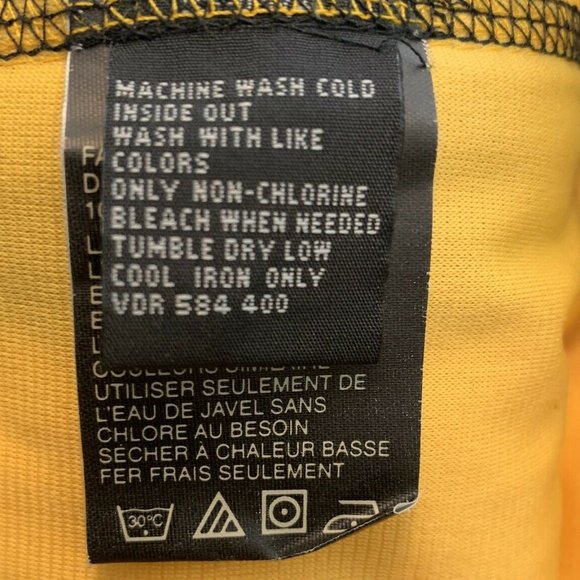 MACHINE WASH COLD
INSIDE OUT
WASH WITH LIKE
COLORS
ONLY NON-CHLORINE
BLEACH WHEN NEEDED
TUMBLE DRY LOW
COOL IRON ONLY
VDR 584 400
UTILISER SEULEMENT DE
L'EAU DE JAVEL SANS
CHLORE AU BESOIN
SÉCHER À CHALEUR BASSE
FER FRAIS SEULEMENT
30°C